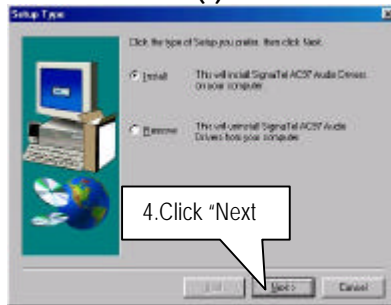 Setup Type
Click the type of Setup you prefer, then click Next.
Install
This will install SigmaTel AC97 Audio Drivers
on your computer
Remove
This will uninstall SigmaTel AC97 Audio
Drivers from your computer
4.Click “Next
Next >
Cancel